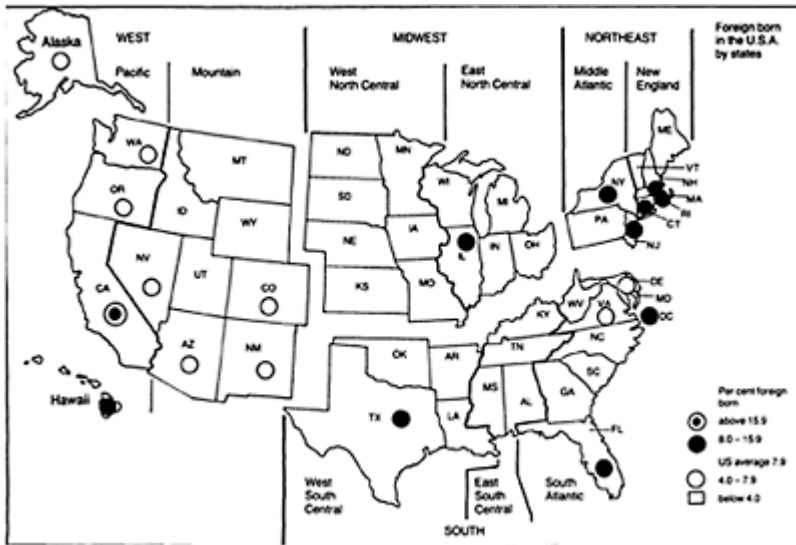 Alaska
WEST
MIDWEST
NORTHEAST
Foreign born
in the U.S.A.
by states
Pacific
Mountain
West
North Central
East
North Central
Middle
Atlantic
New
England
WA
OR
CA
NV
ID
MT
WY
UT
CO
AZ
NM
ND
SD
NE
KS
MN
IA
MO
WI
IL
MI
IN
OH
ME
VT
NH
MA
RI
CT
NY
PA
NJ
DE
MD
DC
WV
VA
KY
TN
NC
SC
OK
AR
TX
LA
MS
AL
GA
FL
Hawaii
West
South
Central
East
South
Central
South
Atlantic
SOUTH
Per cent foreign
born
above 15.9
8.0 – 15.9
US average 7.9
4.0 – 7.9
below 4.0